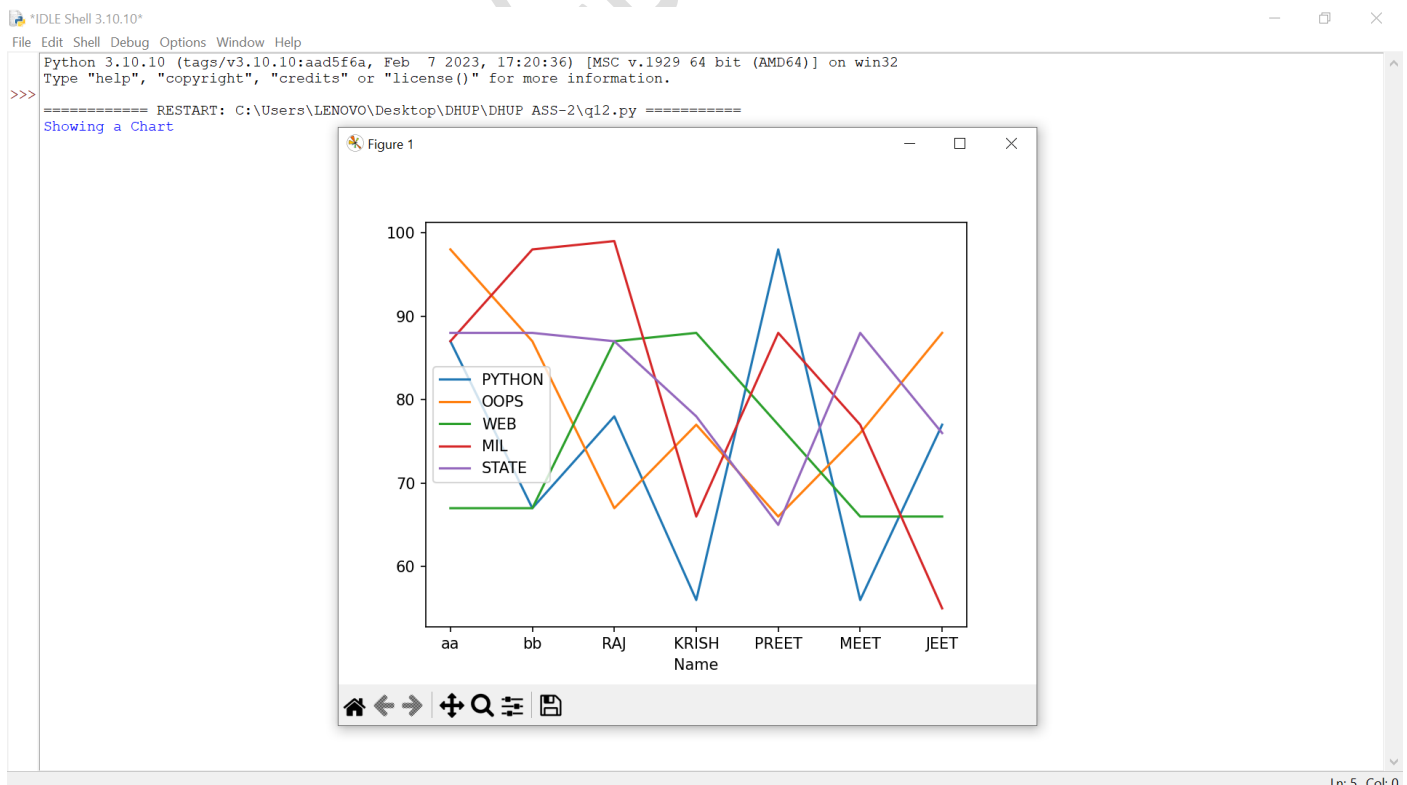 *IDLE Shell 3.10.10*
File Edit Shell Debug Options Window Help
Python 3.10.10 (tags/v3.10.10:aad5f6a, Feb  7 2023, 17:20:36) [MSC v.1929 64 bit (AMD64)] on win32
Type "help", "copyright", "credits" or "license()" for more information.
>>>
============ RESTART: C:\Users\LENOVO\Desktop\DHUP\DHUP ASS-2\q12.py ===========
Showing a Chart
Figure 1
100
90
80
70
60
PYTHON
OOPS
WEB
MIL
STATE
aa bb RAJ KRISH PREET MEET JEET
Name
Ln: 5 Col: 0